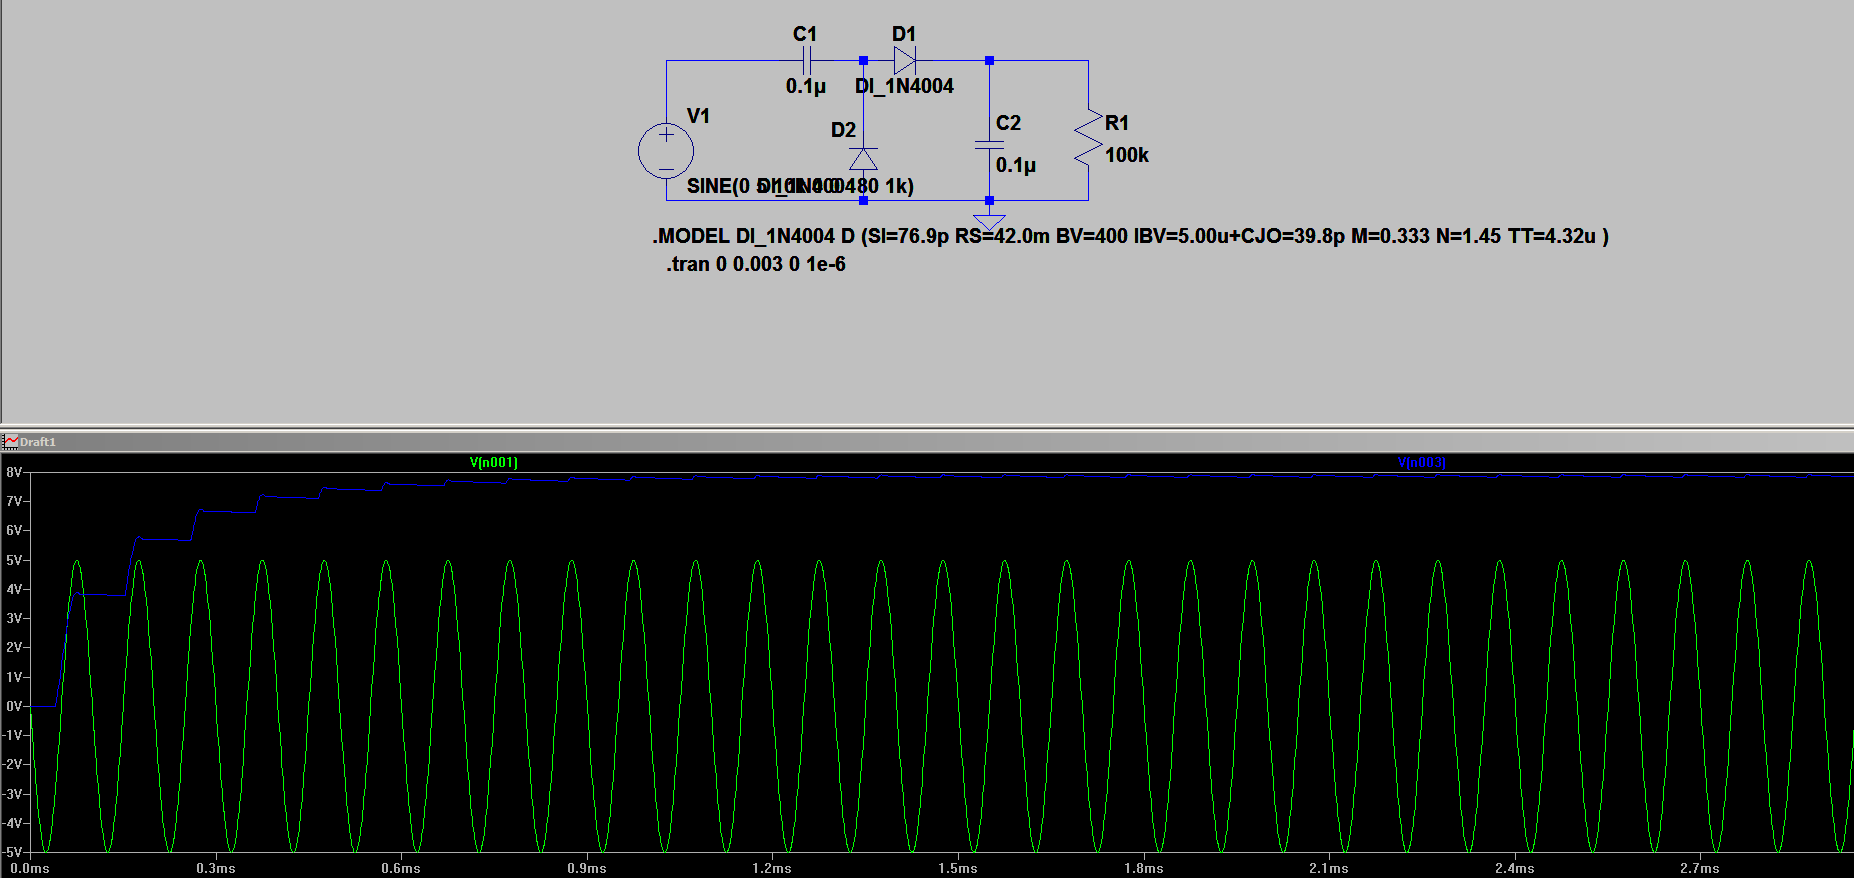 C1
D1
0.1µ
DI_1N4004
V1
D2
C2
R1
0.1µ
100k
SINE(0 5 10k 0 0 180 1k)
DI_1N4004
.MODEL DI_1N4004 D (SI=76.9p RS=42.0m BV=400 IBV=5.00u+CJO=39.8p M=0.333 N=1.45 TT=4.32u )
.tran 0 0.003 0 1e-6
Draft1
V(n001)
V(n003)
8V
7V
6V
5V
4V
3V
2V
1V
0V
-1V
-2V
-3V
-4V
-5V
0.0ms
0.3ms
0.6ms
0.9ms
1.2ms
1.5ms
1.8ms
2.1ms
2.4ms
2.7ms